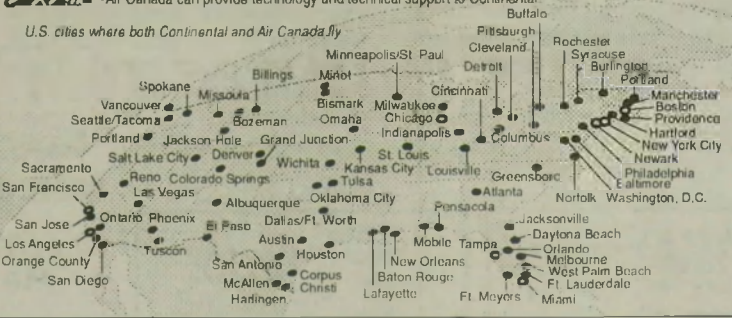 Air Canada can provide technology and technical support to Continental.
U.S. cities where both Continental and Air Canada fly
Buffalo
Pittsburgh
Rochester
Minneapolis/St Paul
Cleveland
Syracuse
Detroit
Burlington
Billings
Minot
Portland
Spokane
Missoula
Cincinnati
Manchester
Vancouver
Bismark
Milwaukee
Boston
Seattle/Tacoma
Bozeman
Omaha
Chicago
Providence
Portland
Jackson Hole
Grand Junction
Indianapolis
Columbus
Hartford
New York City
Salt Lake City
Denver
Wichita
St. Louis
Newark
Sacramento
Reno
Colorado Springs
Kansas City
Louisville
Greensboro
Philadelphia
San Francisco
Tulsa
Baltimore
Las Vegas
Albuquerque
Oklahoma City
Atlanta
Norfolk
Washington, D.C.
San Jose
Ontario
Phoenix
Dallas/Ft. Worth
Pensacola
Jacksonville
Los Angeles
El Paso
Austin
Mobile
Tampa
Daytona Beach
Orange County
Tuscon
Houston
New Orleans
Orlando
Melbourne
San Diego
San Antonio
Baton Rouge
West Palm Beach
McAllen
Corpus
Christi
Lafayette
Ft. Meyers
Ft. Lauderdale
Harlingen
Miami